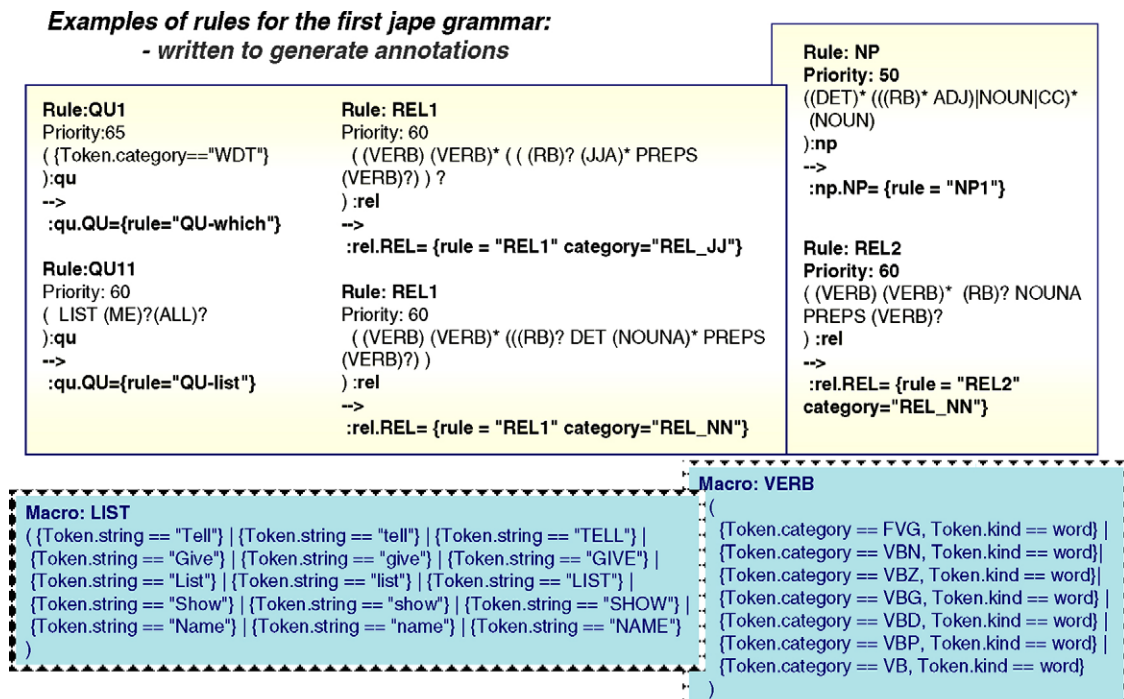 Examples of rules for the first jape grammar:
- written to generate annotations
Rule:QU1
Priority:65
( {Token.category=="WDT"}
):qu
-->
:qu.QU={rule="QU-which"}
Rule:QU11
Priority: 60
( LIST (ME)?(ALL)?
):qu
-->
:qu.QU={rule="QU-list"}
Rule: REL1
Priority: 60
( (VERB) (VERB)* ( ( (RB)? (JJA)* PREPS
(VERB)?) ) ?
) :rel
-->
:rel.REL= {rule = "REL1" category="REL_JJ"}
Rule: REL1
Priority: 60
( (VERB) (VERB)* (((RB)? DET (NOUNA)* PREPS
(VERB)?) )
) :rel
-->
:rel.REL= {rule = "REL1" category="REL_NN"}
Rule: NP
Priority: 50
((DET)* (((RB)* ADJ)|NOUN|CC)*
(NOUN)
):np
-->
:np.NP= {rule = "NP1"}
Rule: REL2
Priority: 60
( (VERB) (VERB)* (RB)? NOUNA
PREPS (VERB)?
) :rel
-->
:rel.REL= {rule = "REL2"
category="REL_NN"}
Macro: LIST
( {Token.string == "Tell"} | {Token.string == "tell"} | {Token.string == "TELL"} |
{Token.string == "Give"} | {Token.string == "give"} | {Token.string == "GIVE"} |
{Token.string == "List"} | {Token.string == "list"} | {Token.string == "LIST"} |
{Token.string == "Show"} | {Token.string == "show"} | {Token.string == "SHOW"} |
{Token.string == "Name"} | {Token.string == "name"} | {Token.string == "NAME"}
)
Macro: VERB
(
{Token.category == FVG, Token.kind == word} |
{Token.category == VBN, Token.kind == word}|
{Token.category == VBZ, Token.kind == word}|
{Token.category == VBG, Token.kind == word} |
{Token.category == VBD, Token.kind == word} |
{Token.category == VBP, Token.kind == word} |
{Token.category == VB, Token.kind == word}
)